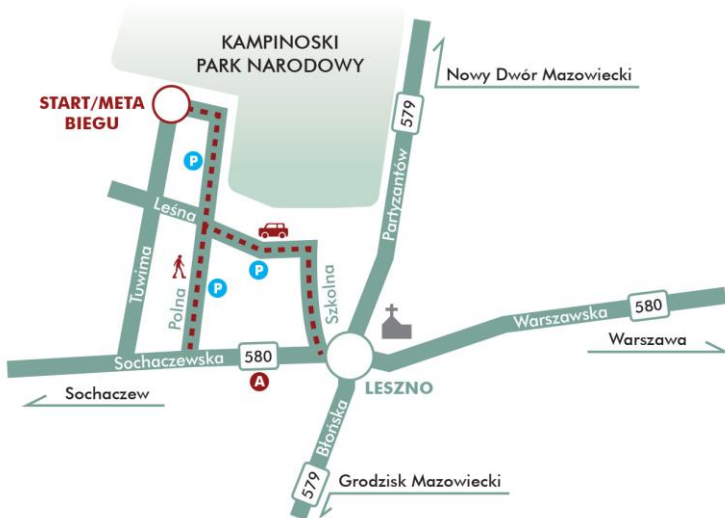 KAMPINOSKI
PARK NARODOWY
Nowy Dwór Mazowiecki
START/META
BIEGU
579
P
Leśna
Partyzantów
Tuwima
Polna
P
P
Szkolna
Warszawska
580
Warszawa
Sochaczewska
580
A
LESZNO
Sochaczew
Błońska
579
Grodzisk Mazowiecki